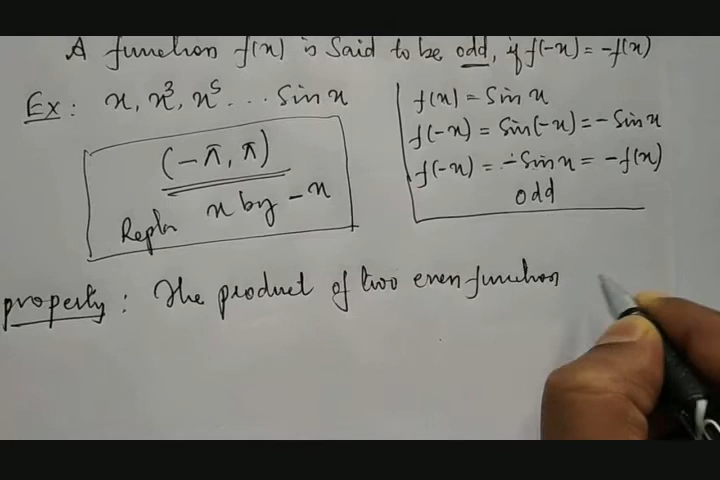 A function f(x) is said to be odd, if f(-x) = -f(x)
Ex: x, x³, x⁵ ... Sin x
(-π, π)
Repla x by -x
f(x) = Sin x
f(-x) = Sin(-x) = - Sin x
f(-x) = - Sin x = - f(x)
odd
property: The product of two even function